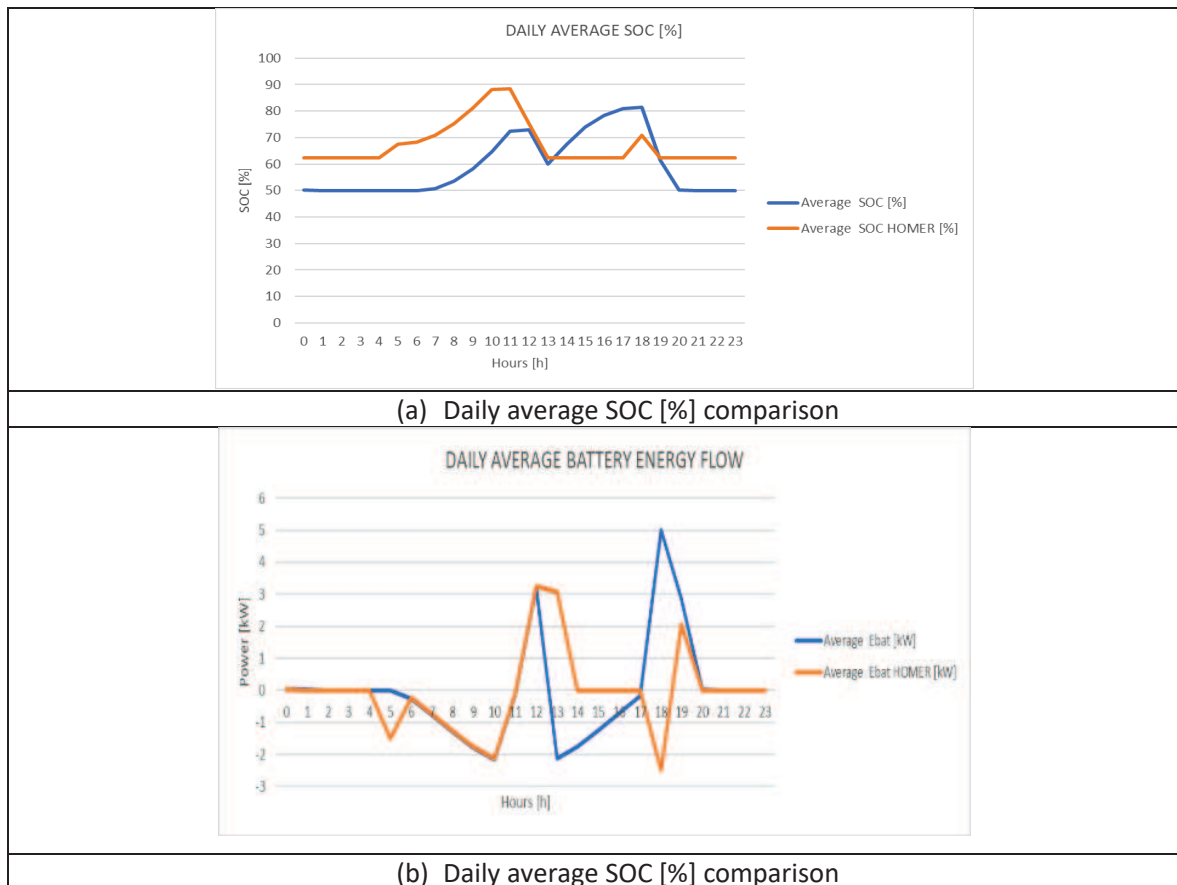 DAILY AVERAGE SOC [%]
100
90
80
70
60
50
40
30
20
10
0
SOC [%]
0 1 2 3 4 5 6 7 8 9 10 11 12 13 14 15 16 17 18 19 20 21 22 23
Hours [h]
Average SOC [%]
Average SOC HOMER [%]
(a) Daily average SOC [%] comparison
DAILY AVERAGE BATTERY ENERGY FLOW
6
5
4
3
2
1
0
-1
-2
-3
Power [kW]
0 1 2 3 4 5 6 7 8 9 10 11 12 13 14 15 16 17 18 19 20 21 22 23
Hours [h]
Average Ebat [kW]
Average Ebat HOMER [kW]
(b) Daily average SOC [%] comparison